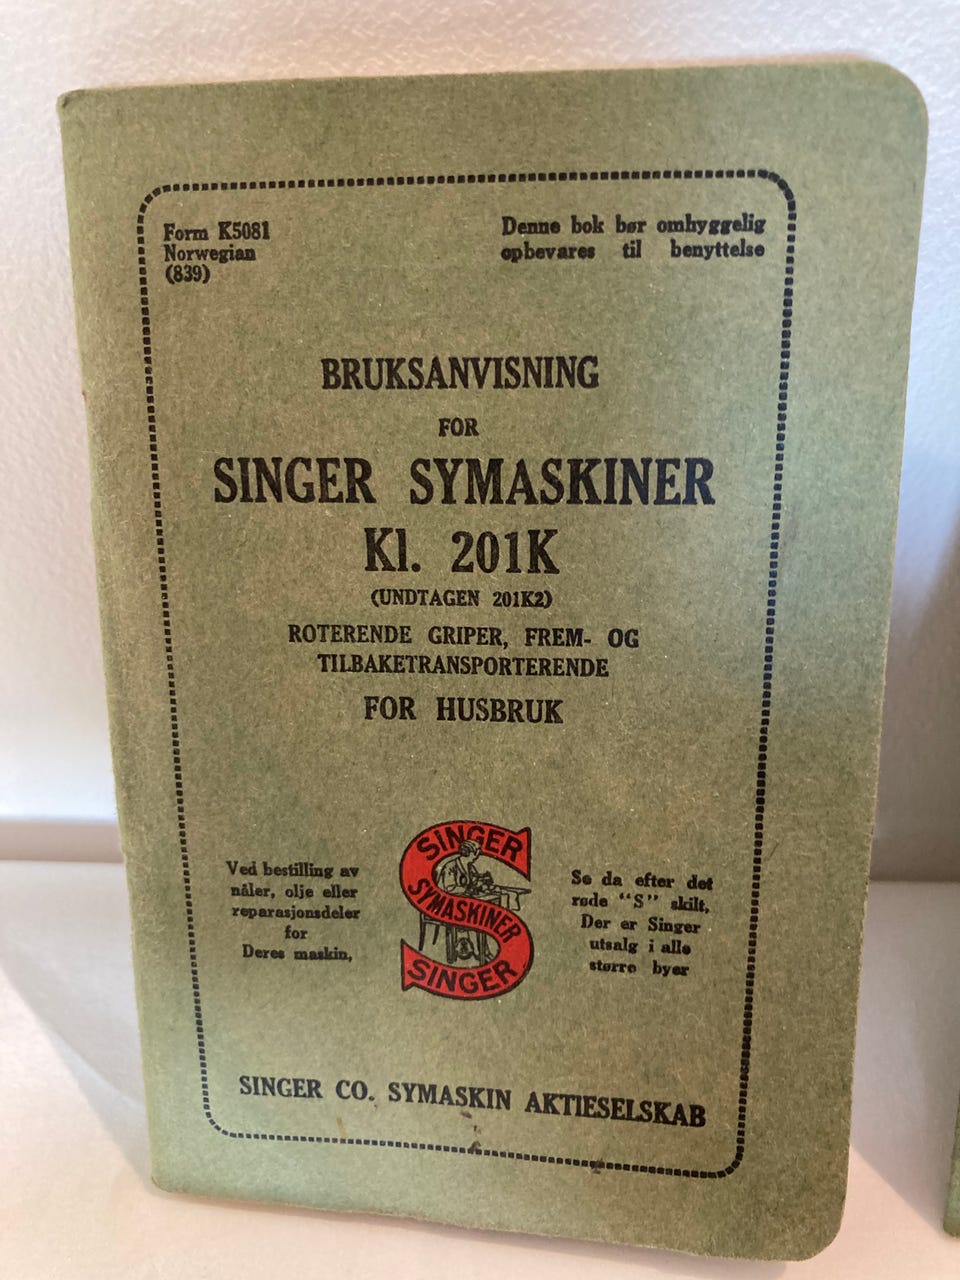 Form K5081
Norwegian
(839)
Denne bok bør omhyggelig
opbevares til benyttelse
BRUKSANVISNING
FOR
SINGER SYMASKINER
Kl. 201K
(UNDTAGEN 201K2)
ROTERENDE GRIPER, FREM- OG
TILBAKETRANSPORTERENDE
FOR HUSBRUK
Ved bestilling av
nåler, olje eller
reparasjonsdeler
for
Deres maskin,
SINGER
SYMASKINER
SINGER
Se da efter det
røde "S" skilt,
Der er Singer
utsalg i alle
større byer
SINGER CO. SYMASKIN AKTIESELSKAB